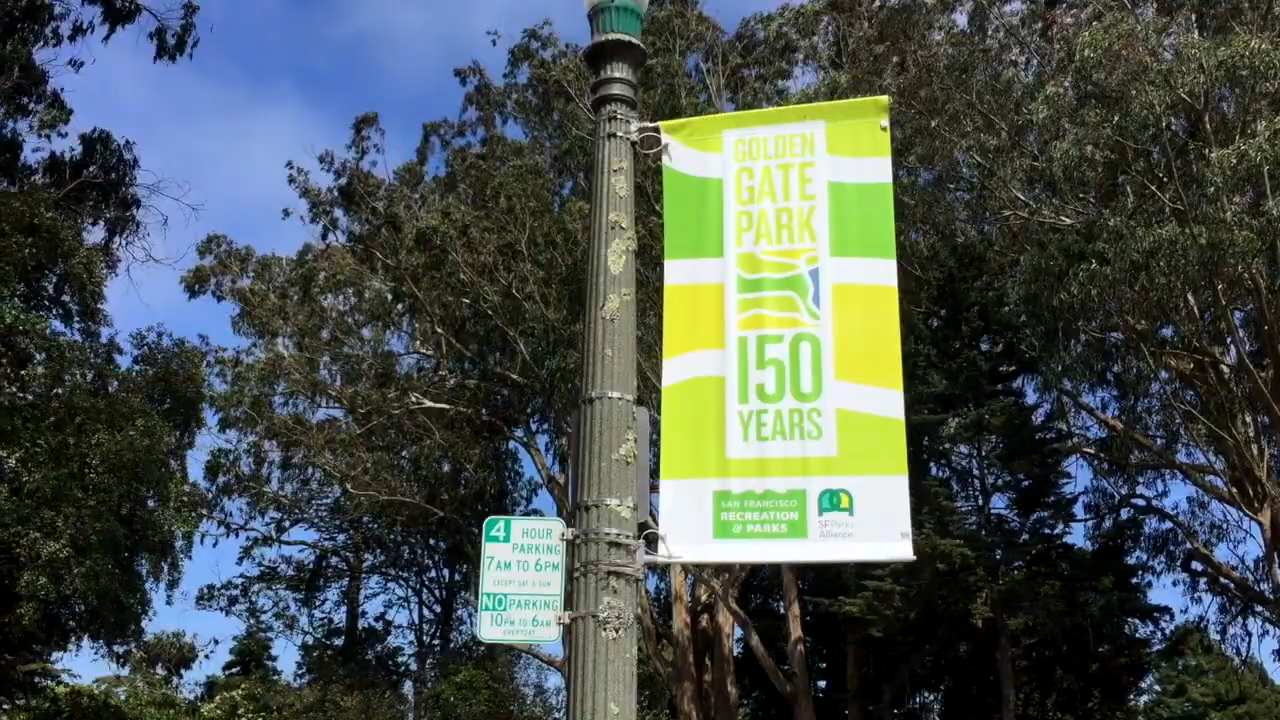 GOLDEN
GATE
PARK
150
YEARS
SAN FRANCISCO
RECREATION
& PARKS
SF Parks
Alliance
4 HOUR
PARKING
7AM TO 6PM
EXCEPT SAT & SUN
NO PARKING
10PM TO 6AM
EVERYDAY